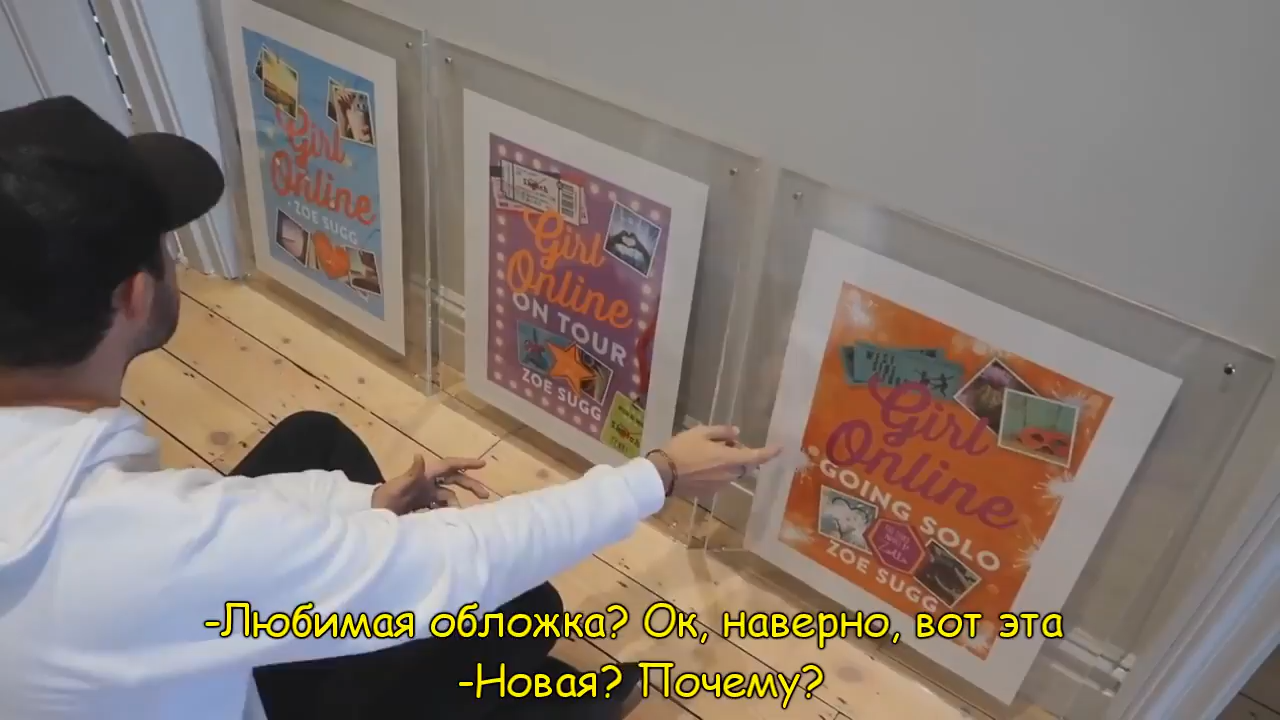 Girl
Online
ZOE SUGG
Girl
Online
ON TOUR
ZOE SUGG
Girl
Online
GOING SOLO
ZOE SUGG
-Любимая обложка? Ок, наверно, вот эта
-Новая? Почему?